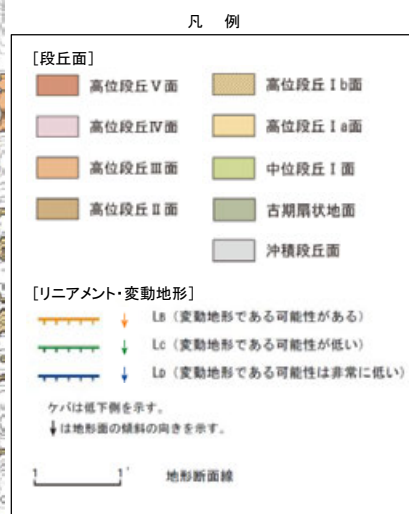 凡 例
[段丘面]
高位段丘Ⅴ面
高位段丘Ⅰb面
高位段丘Ⅳ面
高位段丘Ⅰa面
高位段丘Ⅲ面
中位段丘Ⅰ面
高位段丘Ⅱ面
古期扇状地面
沖積段丘面
[リニアメント・変動地形]
LB (変動地形である可能性がある)
LC (変動地形である可能性が低い)
LD (変動地形である可能性は非常に低い)
ケバは低下側を示す。
↓は地形面の傾斜の向きを示す。
1 1' 地形断面線